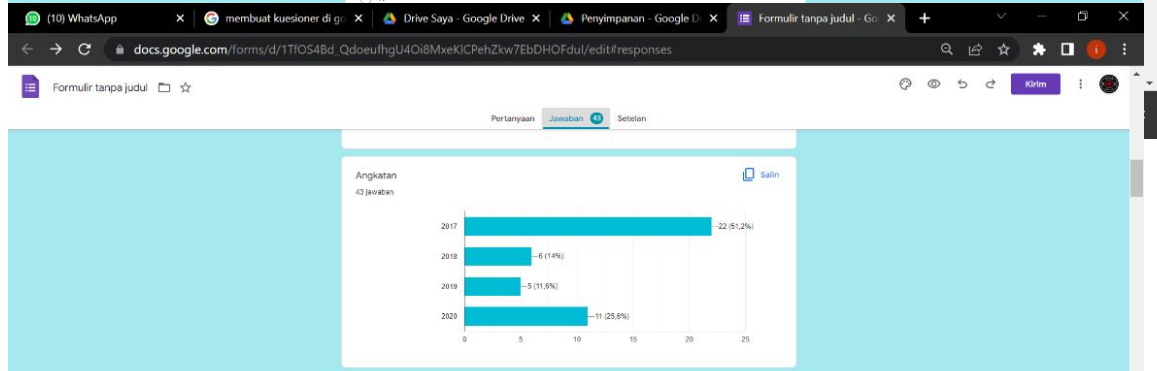 (10) WhatsApp
membuat kuesioner di go
Drive Saya - Google Drive
Penyimpanan - Google D
Formulir tanpa judul - Go
docs.google.com/forms/d/1TfOS4Bd_QdoeufhgU4Oi8MxeKlCPehZkw7EbDHOFduI/edit#responses
Formulir tanpa judul
Kirim
Pertanyaan
Jawaban 43
Setelan
Angkatan
Salin
43 jawaban
2017
22 (51,2%)
2018
6 (14%)
2019
5 (11,6%)
2020
11 (25,6%)
0 5 10 15 20 25